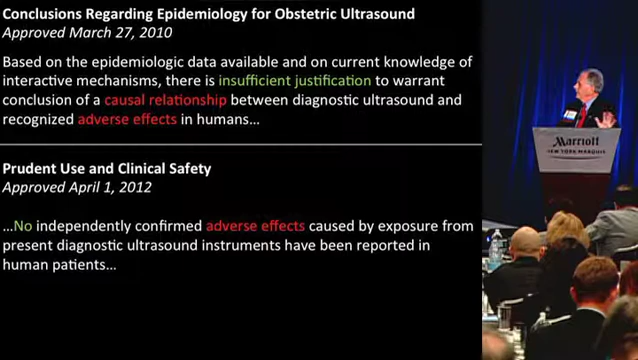 Conclusions Regarding Epidemiology for Obstetric Ultrasound
Approved March 27, 2010
Based on the epidemiologic data available and on current knowledge of
interactive mechanisms, there is insufficient justification to warrant
conclusion of a causal relationship between diagnostic ultrasound and
recognized adverse effects in humans...
Prudent Use and Clinical Safety
Approved April 1, 2012
...No independently confirmed adverse effects caused by exposure from
present diagnostic ultrasound instruments have been reported in
human patients...
Marriott
NEW YORK MARQUIS